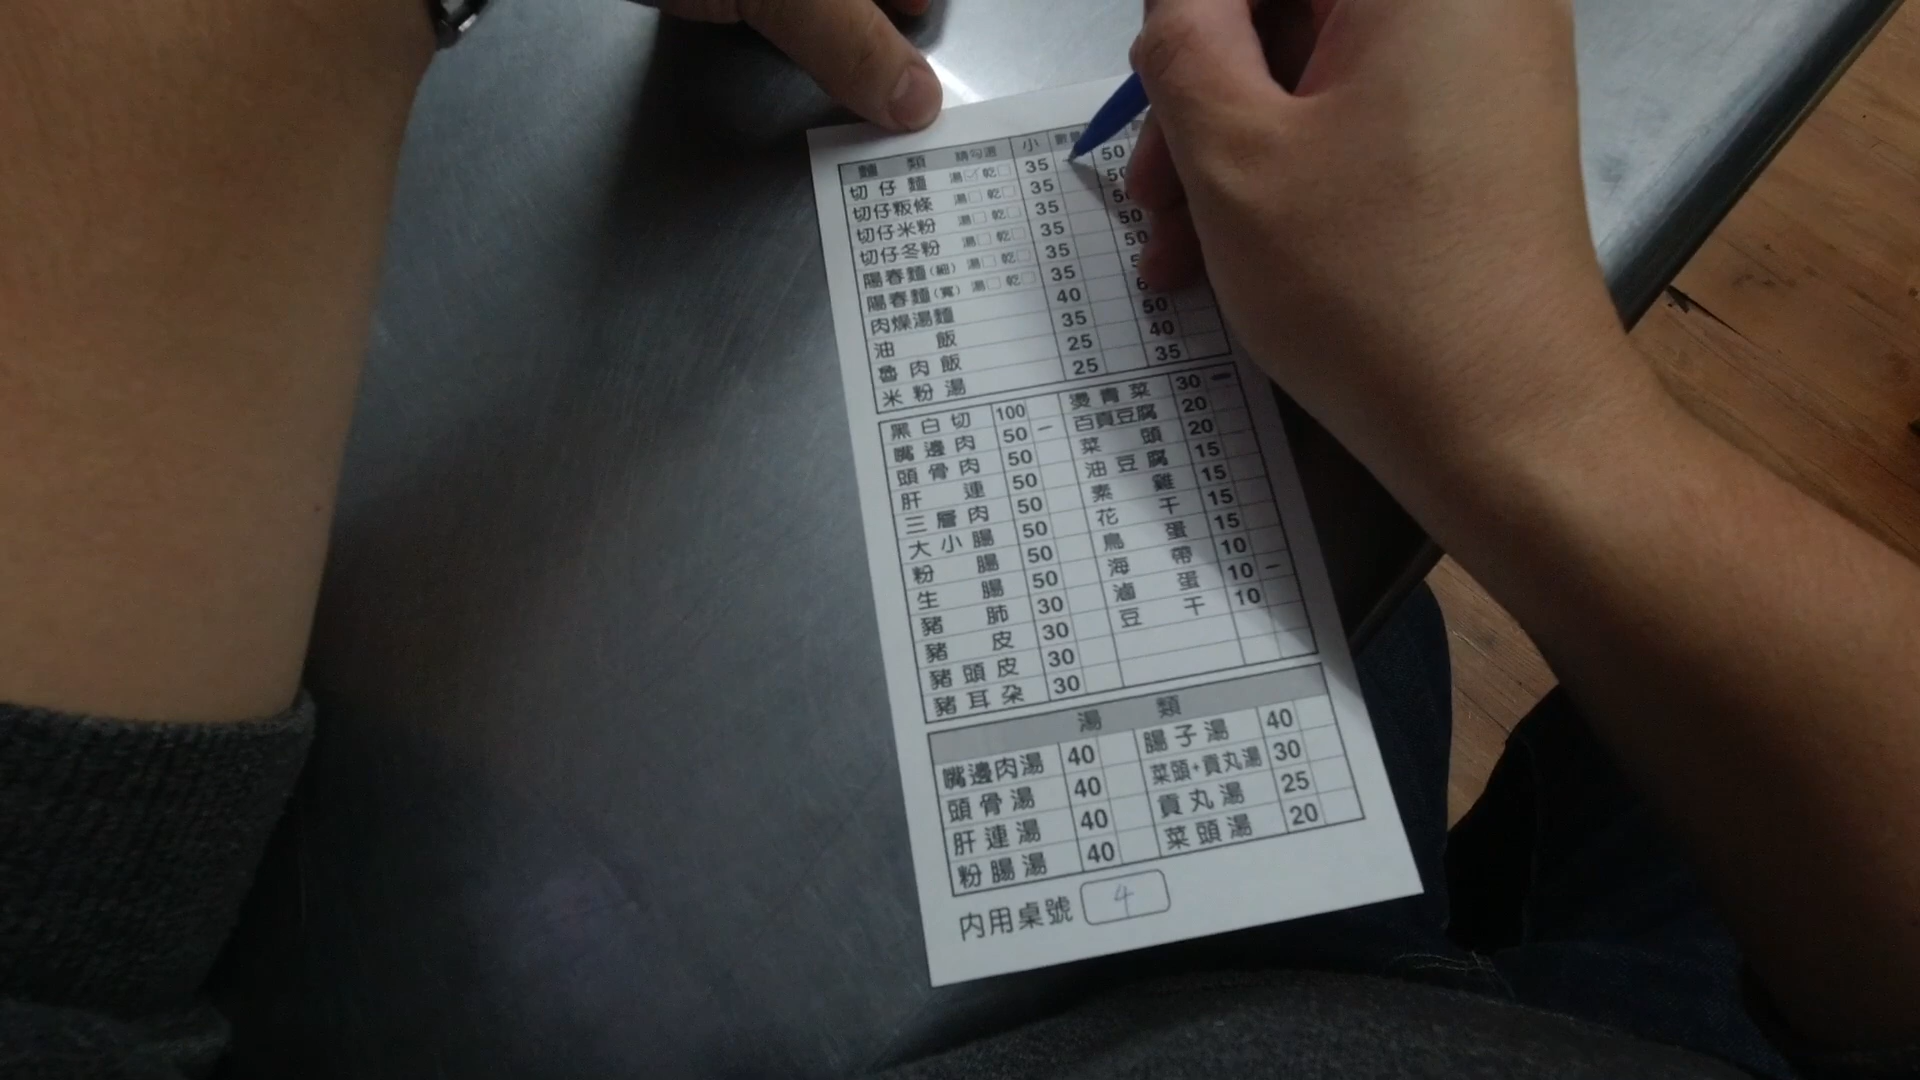 麵 類 請勾選 小 數量
切仔麵 湯☑ 乾☐ 35 50
切仔粄條 湯☐ 乾☐ 35 50
切仔米粉 湯☐ 乾☐ 35 50
切仔冬粉 湯☐ 乾☐ 35 50
陽春麵(細) 湯☐ 乾☐ 35 50
陽春麵(寬) 湯☐ 乾☐ 35
肉燥湯麵 40
油飯 35 50
魯肉飯 25 40
米粉湯 25 35
黑白切 100
嘴邊肉 50 一
頭骨肉 50
肝連 50
三層肉 50
大小腸 50
粉腸 50
生腸 50
豬肺 30
豬皮 30
豬頭皮 30
豬耳朶 30
燙青菜 30 一
百頁豆腐 20
菜頭 20
油豆腐 15
素雞 15
花干 15
鳥蛋 15
海帶 10
滷蛋 10 一
豆干 10
湯類
嘴邊肉湯 40
頭骨湯 40
肝連湯 40
粉腸湯 40
腸子湯 40
菜頭+貢丸湯 30
貢丸湯 25
菜頭湯 20
內用桌號 4